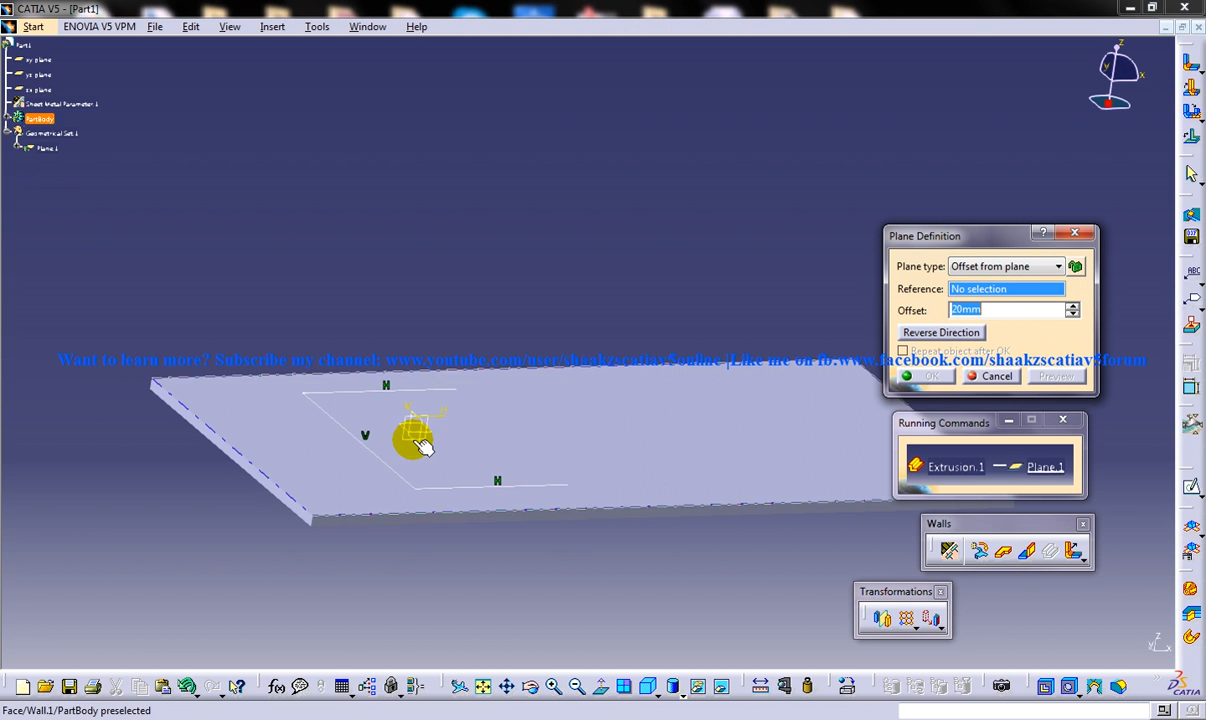 CATIA V5 - [Part1]
Start ENOVIA V5 VPM File Edit View Insert Tools Window Help
Part1
xy plane
yz plane
zx plane
Sheet Metal Parameter.1
PartBody
Geometrical Set.1
Plane.1
z
y
x
Plane Definition
Plane type: Offset from plane
Reference: No selection
Offset: 20mm
Reverse Direction
Repeat object after OK
Want to learn more? Subscribe my channel: www.youtube.com/user/shaakzscatiav5online |Like me on fb:www.facebook.com/shaakzscatiav5forum
OK Cancel Preview
H
V
H
Running Commands
Extrusion.1 Plane.1
Walls
Transformations
ABC
f(x)
CATIA
Face/Wall.1/PartBody preselected